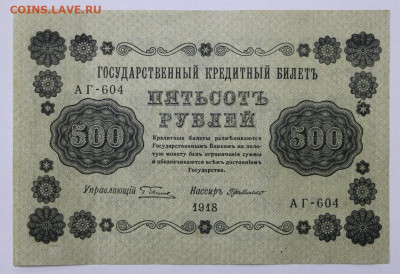 COINS.LAVE.RU
ГОСУДАРСТВЕННЫЙ КРЕДИТНЫЙ БИЛЕТЪ
АГ-604
ПЯТЬСОТЪ
РУБЛЕЙ
500
500
Кредитные билеты размѣниваются
Государственнымъ Банкомъ на золо-
тую монету безъ ограниченія суммы
и обезпечиваются всѣмъ достояніемъ
Государства.
Управляющій
Кассиръ
1918
АГ-604